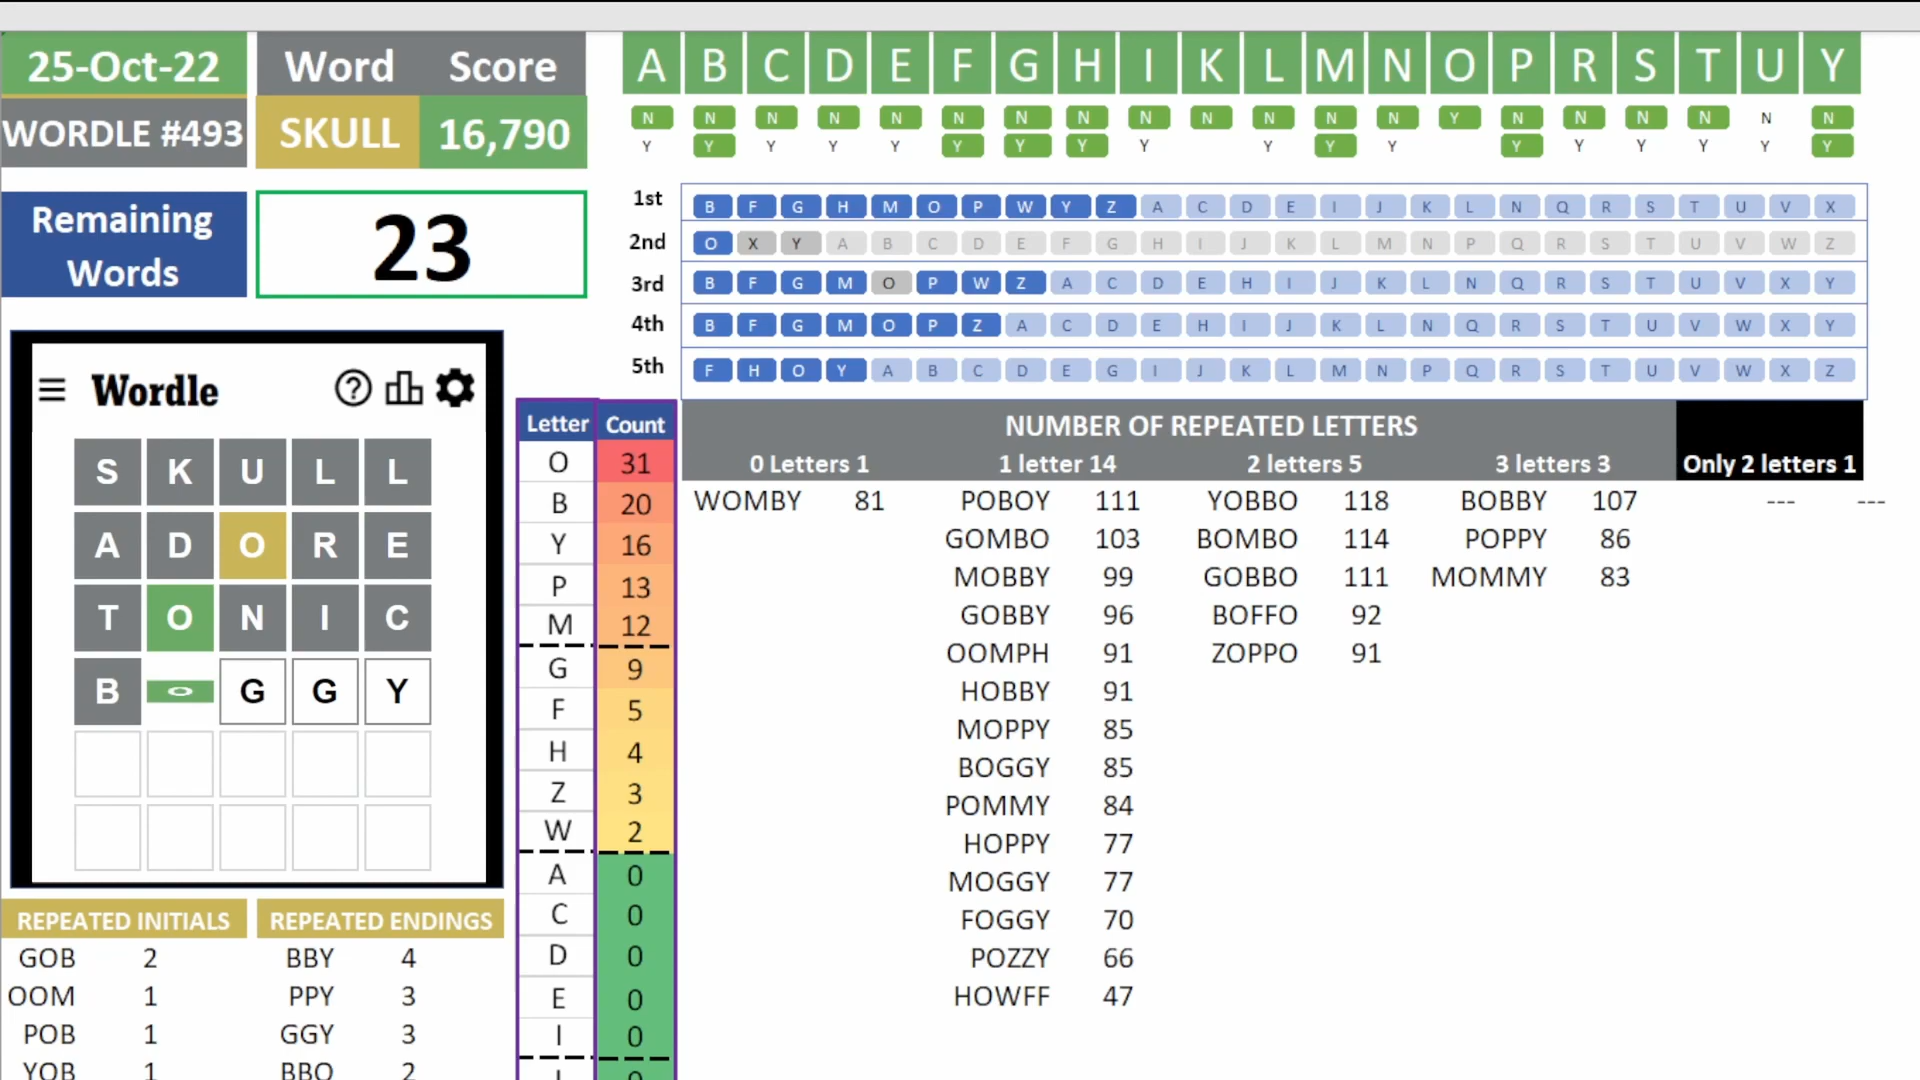 25-Oct-22 Word Score
WORDLE #493 SKULL 16,790
Remaining Words 23
A B C D E F G H I K L M N O P R S T U Y
N N N N N N N N N N N N N Y N N N N N N
Y Y Y Y Y Y Y Y Y Y Y Y Y Y Y Y Y Y
1st B F G H M O P W Y Z A C D E I J K L N Q R S T U V X
2nd O X Y A B C D E F G H I J K L M N P Q R S T U V W Z
3rd B F G M O P W Z A C D E H I J K L N Q R S T U V X Y
4th B F G M O P Z A C D E H I J K L N Q R S T U V W X Y
5th F H O Y A B C D E G I J K L M N P Q R S T U V W X Z
Wordle ?
S K U L L
A D O R E
T O N I C
B O G G Y
REPEATED INITIALS
GOB 2
OOM 1
POB 1
YOB 1
REPEATED ENDINGS
BBY 4
PPY 3
GGY 3
BBO 2
Letter Count
O 31
B 20
Y 16
P 13
M 12
G 9
F 5
H 4
Z 3
W 2
A 0
C 0
D 0
E 0
I 0
NUMBER OF REPEATED LETTERS
0 Letters 1 1 letter 14 2 letters 5 3 letters 3 Only 2 letters 1
WOMBY 81 POBOY 111 YOBBO 118 BOBBY 107 --- ---
GOMBO 103 BOMBO 114 POPPY 86
MOBBY 99 GOBBO 111 MOMMY 83
GOBBY 96 BOFFO 92
OOMPH 91 ZOPPO 91
HOBBY 91
MOPPY 85
BOGGY 85
POMMY 84
HOPPY 77
MOGGY 77
FOGGY 70
POZZY 66
HOWFF 47